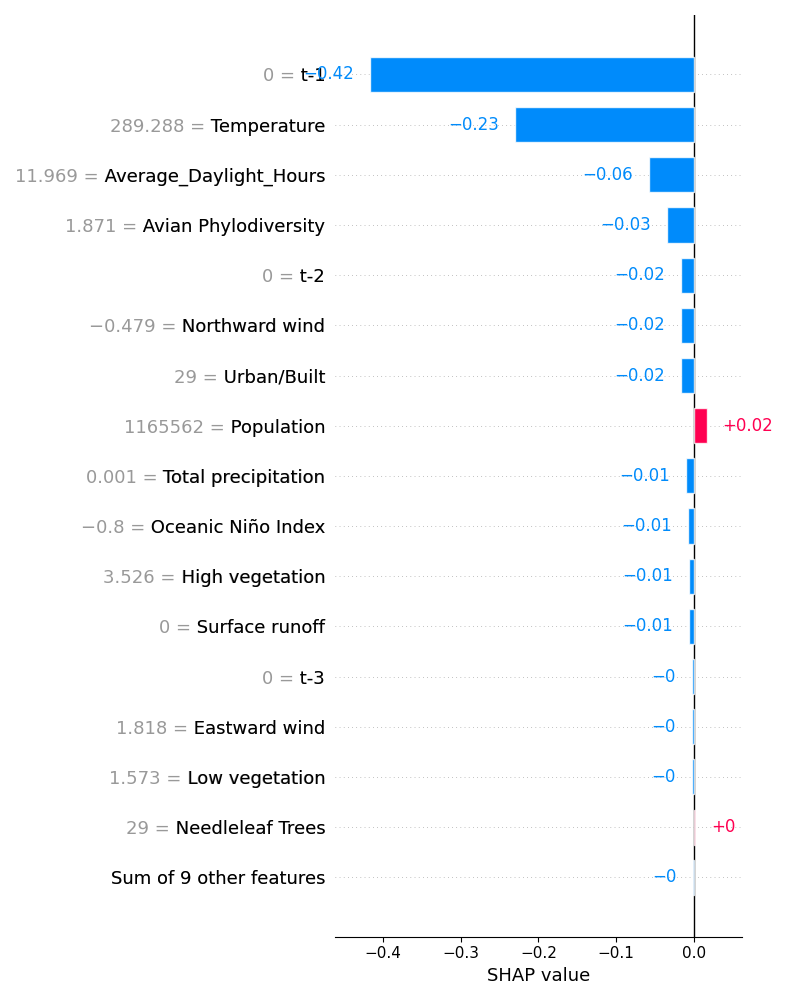 0 = t-1 −0.42
289.288 = Temperature −0.23
11.969 = Average_Daylight_Hours −0.06
1.871 = Avian Phylodiversity −0.03
0 = t-2 −0.02
−0.479 = Northward wind −0.02
29 = Urban/Built −0.02
1165562 = Population +0.02
0.001 = Total precipitation −0.01
−0.8 = Oceanic Niño Index −0.01
3.526 = High vegetation −0.01
0 = Surface runoff −0.01
0 = t-3 −0
1.818 = Eastward wind −0
1.573 = Low vegetation −0
29 = Needleleaf Trees +0
Sum of 9 other features −0
−0.4 −0.3 −0.2 −0.1 0.0
SHAP value